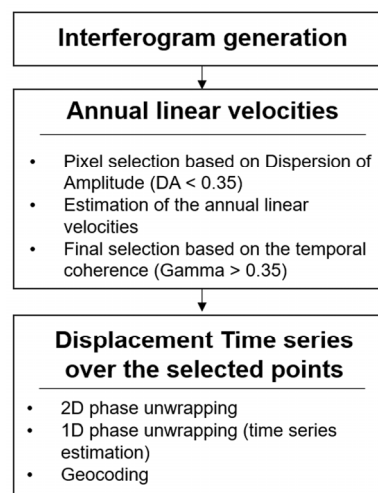 Interferogram generation
Annual linear velocities
• Pixel selection based on Dispersion of
Amplitude (DA < 0.35)
• Estimation of the annual linear
velocities
• Final selection based on the temporal
coherence (Gamma > 0.35)
Displacement Time series
over the selected points
• 2D phase unwrapping
• 1D phase unwrapping (time series
estimation)
• Geocoding